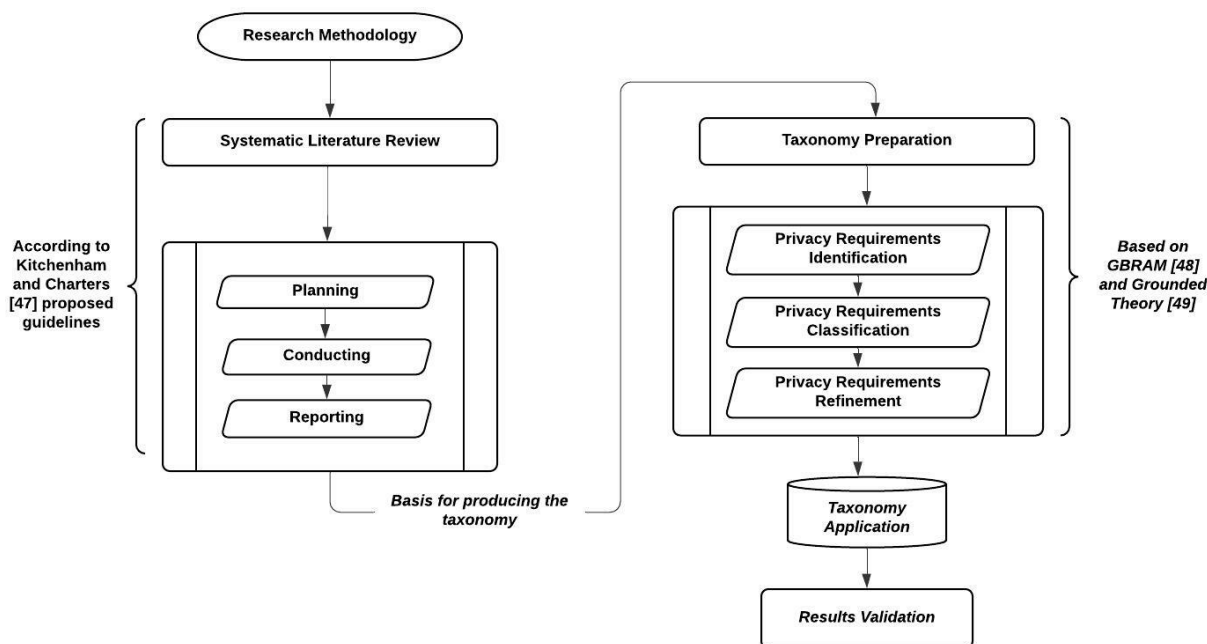 Research Methodology
Systematic Literature Review
According to
Kitchenham
and Charters
[47] proposed
guidelines
Planning
Conducting
Reporting
Basis for producing the
taxonomy
Taxonomy Preparation
Privacy Requirements
Identification
Privacy Requirements
Classification
Privacy Requirements
Refinement
Based on
GBRAM [48]
and Grounded
Theory [49]
Taxonomy
Application
Results Validation